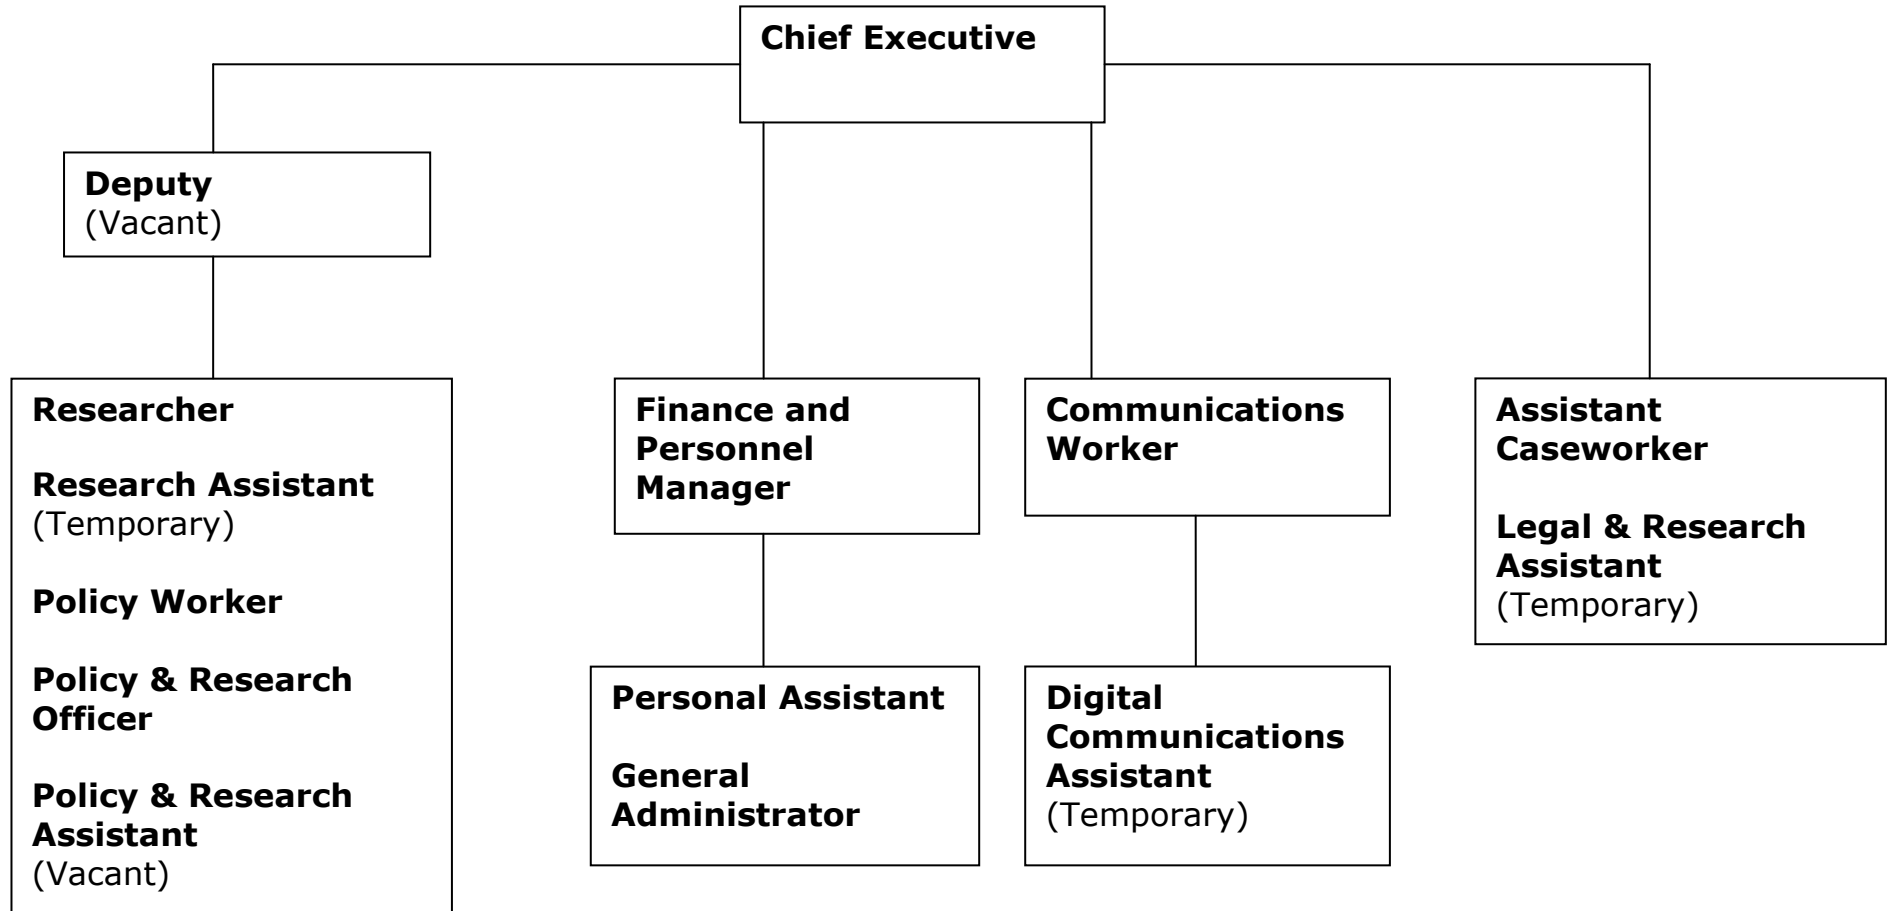 Chief Executive
Deputy
(Vacant)
Researcher
Research Assistant
(Temporary)
Policy Worker
Policy & Research
Officer
Policy & Research
Assistant
(Vacant)
Finance and
Personnel
Manager
Personal Assistant
General
Administrator
Communications
Worker
Digital
Communications
Assistant
(Temporary)
Assistant
Caseworker
Legal & Research
Assistant
(Temporary)